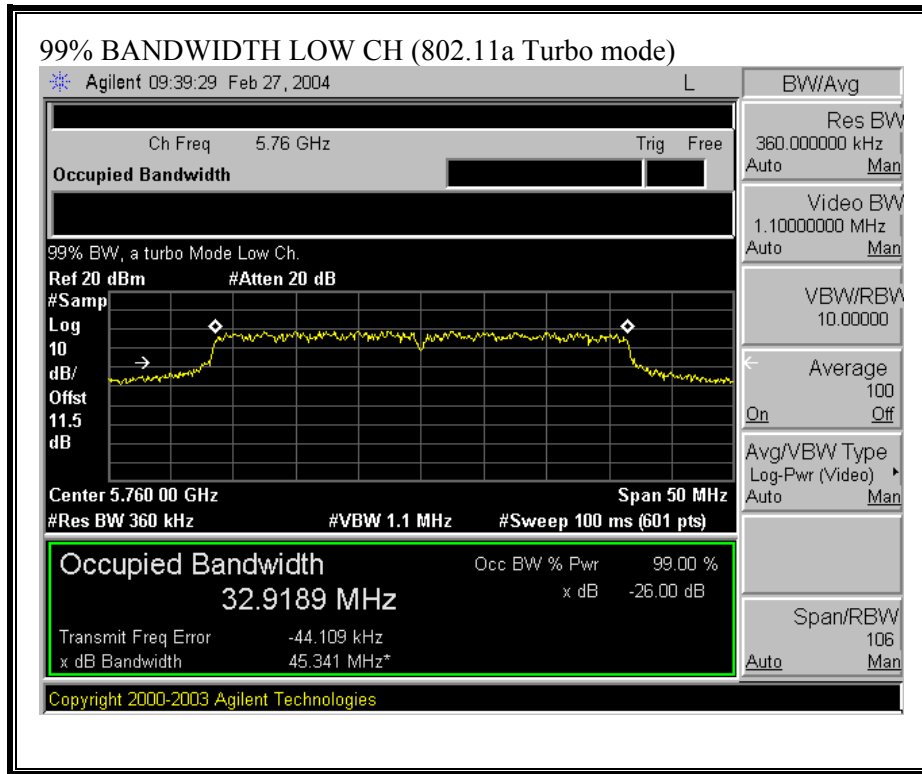 99% BANDWIDTH LOW CH (802.11a Turbo mode)
Agilent 09:39:29 Feb 27, 2004 L
Ch Freq 5.76 GHz Trig Free
Occupied Bandwidth
99% BW, a turbo Mode Low Ch.
Ref 20 dBm #Atten 20 dB
#Samp
Log
10
dB/
Offst
11.5
dB
Center 5.760 00 GHz Span 50 MHz
#Res BW 360 kHz #VBW 1.1 MHz #Sweep 100 ms (601 pts)
Occupied Bandwidth Occ BW % Pwr 99.00 %
32.9189 MHz x dB -26.00 dB
Transmit Freq Error -44.109 kHz
x dB Bandwidth 45.341 MHz*
Copyright 2000-2003 Agilent Technologies
BW/Avg
Res BW
360.000000 kHz
Auto Man
Video BW
1.10000000 MHz
Auto Man
VBW/RBW
10.00000
Average
100
On Off
Avg/VBW Type
Log-Pwr (Video)
Auto Man
Span/RBW
106
Auto Man